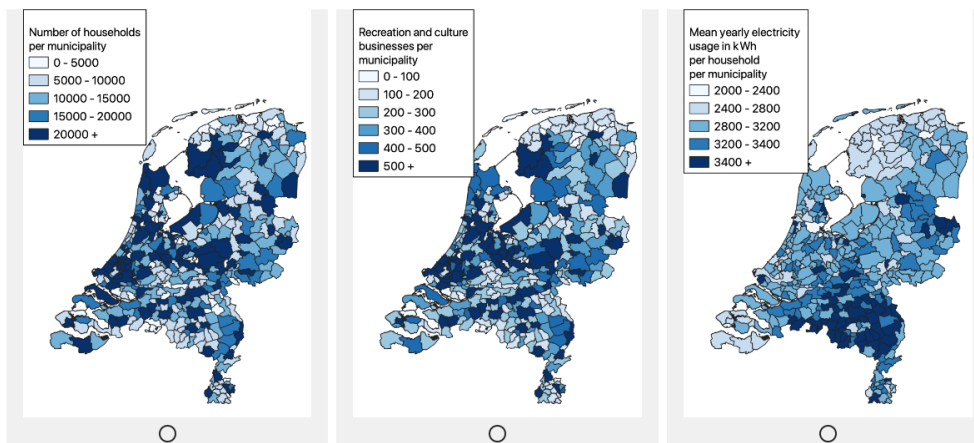 Number of households
per municipality
0 - 5000
5000 - 10000
10000 - 15000
15000 - 20000
20000 +
Recreation and culture
businesses per
municipality
0 - 100
100 - 200
200 - 300
300 - 400
400 - 500
500 +
Mean yearly electricity
usage in kWh
per household
per municipality
2000 - 2400
2400 - 2800
2800 - 3200
3200 - 3400
3400 +